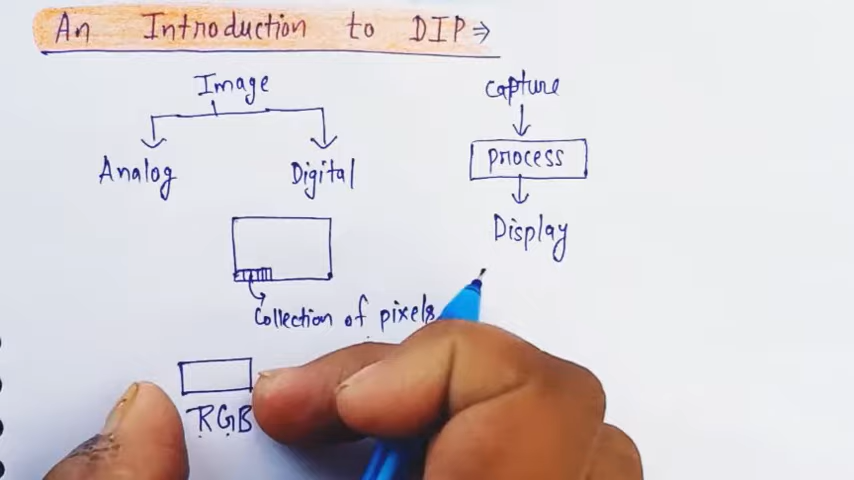 An Introduction to DIP ⇒
Image
Analog Digital
Collection of pixels
RGB
Capture
process
Display